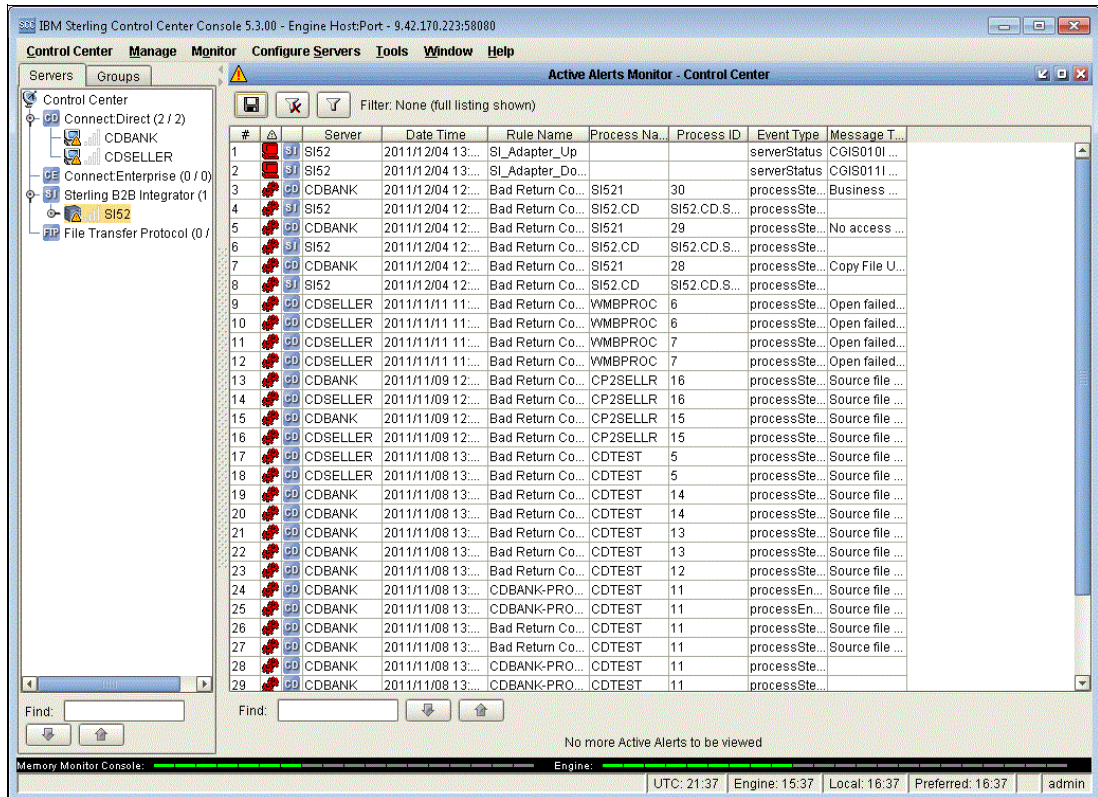 IBM Sterling Control Center Console 5.3.00 - Engine Host:Port - 9.42.170.223:58080
Control Center Manage Monitor Configure Servers Tools Window Help
Servers Groups
Active Alerts Monitor - Control Center
Control Center
Connect:Direct (2 / 2)
CDBANK
CDSELLER
Connect:Enterprise (0 / 0)
Sterling B2B Integrator (1
SI52
File Transfer Protocol (0 /
Filter: None (full listing shown)
# Server Date Time Rule Name Process Na... Process ID Event Type Message T...
1 SI SI52 2011/12/04 13:... SI_Adapter_Up serverStatus CGIS010I ...
2 SI SI52 2011/12/04 13:... SI_Adapter_Do... serverStatus CGIS011I ...
3 CD CDBANK 2011/12/04 12:... Bad Return Co... SI521 30 processSte... Business ...
4 SI SI52 2011/12/04 12:... Bad Return Co... SI52.CD SI52.CD.S... processSte...
5 CD CDBANK 2011/12/04 12:... Bad Return Co... SI521 29 processSte... No access ...
6 SI SI52 2011/12/04 12:... Bad Return Co... SI52.CD SI52.CD.S... processSte...
7 CD CDBANK 2011/12/04 12:... Bad Return Co... SI521 28 processSte... Copy File U...
8 SI SI52 2011/12/04 12:... Bad Return Co... SI52.CD SI52.CD.S... processSte...
9 CD CDSELLER 2011/11/11 11:... Bad Return Co... WMBPROC 6 processSte... Open failed...
10 CD CDSELLER 2011/11/11 11:... Bad Return Co... WMBPROC 6 processSte... Open failed...
11 CD CDSELLER 2011/11/11 11:... Bad Return Co... WMBPROC 7 processSte... Open failed...
12 CD CDSELLER 2011/11/11 11:... Bad Return Co... WMBPROC 7 processSte... Open failed...
13 CD CDBANK 2011/11/09 12:... Bad Return Co... CP2SELLR 16 processSte... Source file ...
14 CD CDSELLER 2011/11/09 12:... Bad Return Co... CP2SELLR 16 processSte... Source file ...
15 CD CDBANK 2011/11/09 12:... Bad Return Co... CP2SELLR 15 processSte... Source file ...
16 CD CDSELLER 2011/11/09 12:... Bad Return Co... CP2SELLR 15 processSte... Source file ...
17 CD CDSELLER 2011/11/08 13:... Bad Return Co... CDTEST 5 processSte... Source file ...
18 CD CDSELLER 2011/11/08 13:... Bad Return Co... CDTEST 5 processSte... Source file ...
19 CD CDBANK 2011/11/08 13:... Bad Return Co... CDTEST 14 processSte... Source file ...
20 CD CDBANK 2011/11/08 13:... Bad Return Co... CDTEST 14 processSte... Source file ...
21 CD CDBANK 2011/11/08 13:... Bad Return Co... CDTEST 13 processSte... Source file ...
22 CD CDBANK 2011/11/08 13:... Bad Return Co... CDTEST 13 processSte... Source file ...
23 CD CDBANK 2011/11/08 13:... Bad Return Co... CDTEST 12 processSte... Source file ...
24 CD CDBANK 2011/11/08 13:... CDBANK-PRO... CDTEST 11 processEn... Source file ...
25 CD CDBANK 2011/11/08 13:... CDBANK-PRO... CDTEST 11 processEn... Source file ...
26 CD CDBANK 2011/11/08 13:... Bad Return Co... CDTEST 11 processSte... Source file ...
27 CD CDBANK 2011/11/08 13:... Bad Return Co... CDTEST 11 processSte... Source file ...
28 CD CDBANK 2011/11/08 13:... CDBANK-PRO... CDTEST 11 processSte...
29 CD CDBANK 2011/11/08 13:... CDBANK-PRO... CDTEST 11 processSte...
Find: Find:
No more Active Alerts to be viewed
Memory Monitor Console: Engine:
UTC: 21:37 Engine: 15:37 Local: 16:37 Preferred: 16:37 admin